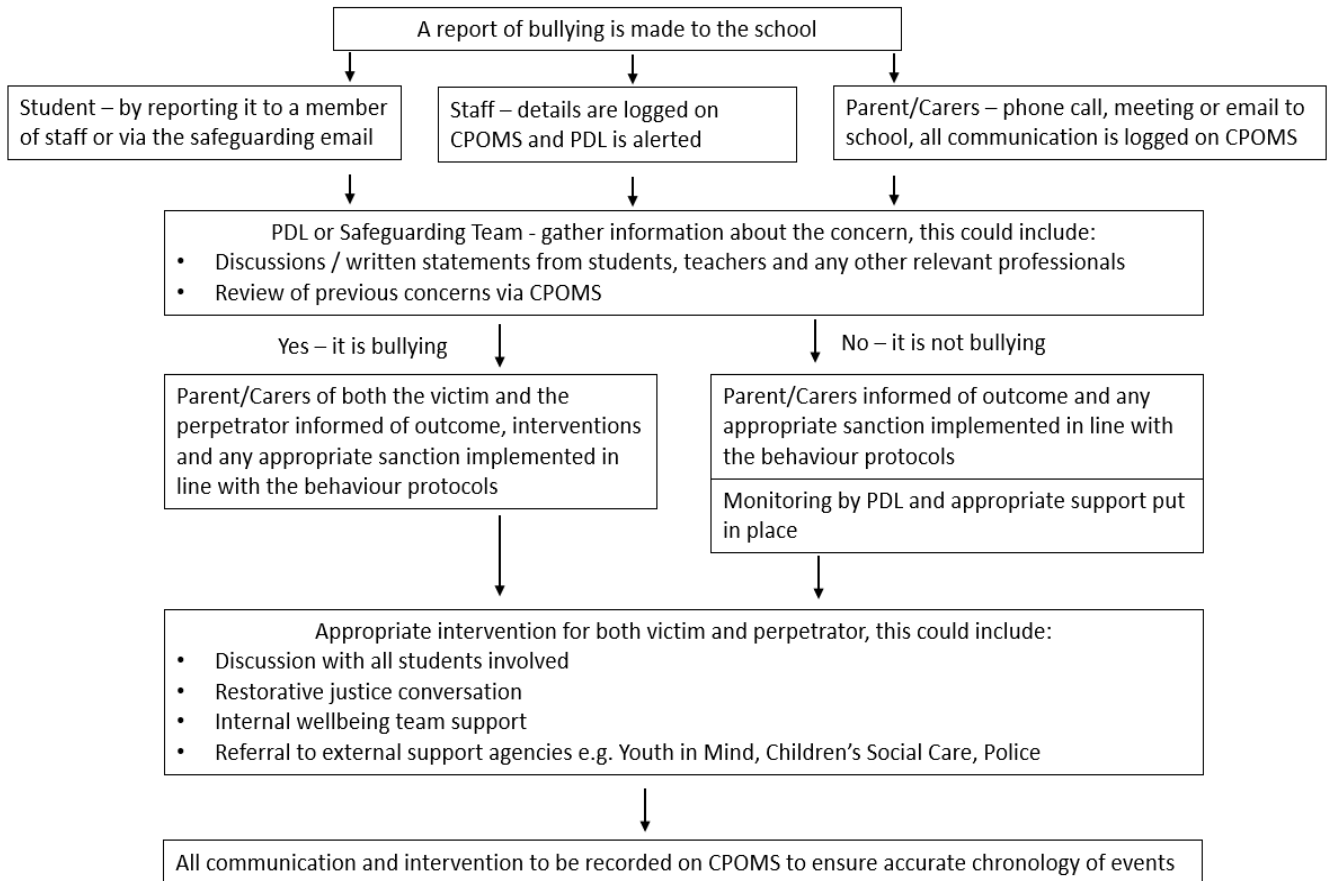 A report of bullying is made to the school
Student – by reporting it to a member
of staff or via the safeguarding email
Staff – details are logged on
CPOMS and PDL is alerted
Parent/Carers – phone call, meeting or email to
school, all communication is logged on CPOMS
PDL or Safeguarding Team - gather information about the concern, this could include:
• Discussions / written statements from students, teachers and any other relevant professionals
• Review of previous concerns via CPOMS
Yes – it is bullying
No – it is not bullying
Parent/Carers of both the victim and the
perpetrator informed of outcome, interventions
and any appropriate sanction implemented in
line with the behaviour protocols
Parent/Carers informed of outcome and any
appropriate sanction implemented in line with
the behaviour protocols
Monitoring by PDL and appropriate support put
in place
Appropriate intervention for both victim and perpetrator, this could include:
• Discussion with all students involved
• Restorative justice conversation
• Internal wellbeing team support
• Referral to external support agencies e.g. Youth in Mind, Children’s Social Care, Police
All communication and intervention to be recorded on CPOMS to ensure accurate chronology of events